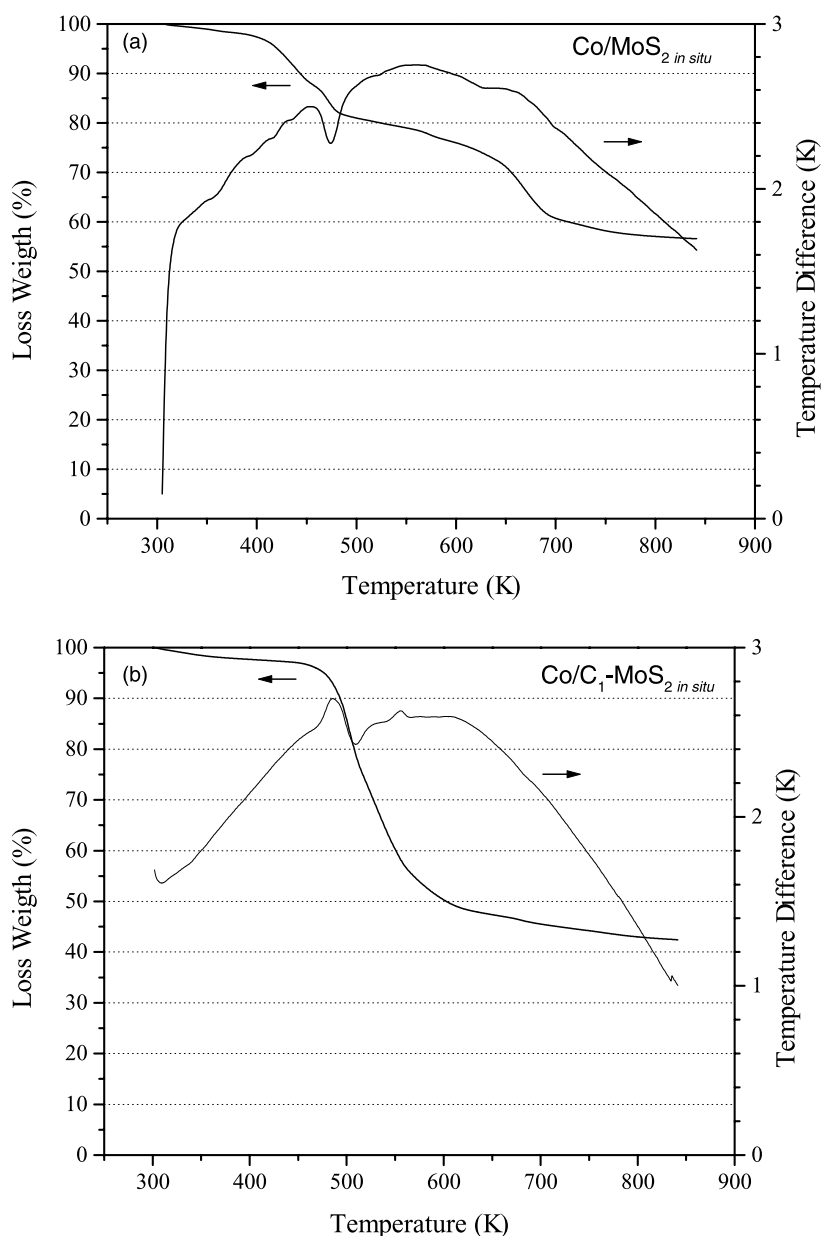 (a)
Co/MoS2 in situ
100
90
80
70
60
50
40
30
20
10
0
Loss Weigth (%)
3
2
1
0
Temperature Difference (K)
300 400 500 600 700 800 900
Temperature (K)
(b)
Co/C1-MoS2 in situ
100
90
80
70
60
50
40
30
20
10
0
Loss Weigth (%)
3
2
1
0
Temperature Difference (K)
300 400 500 600 700 800 900
Temperature (K)